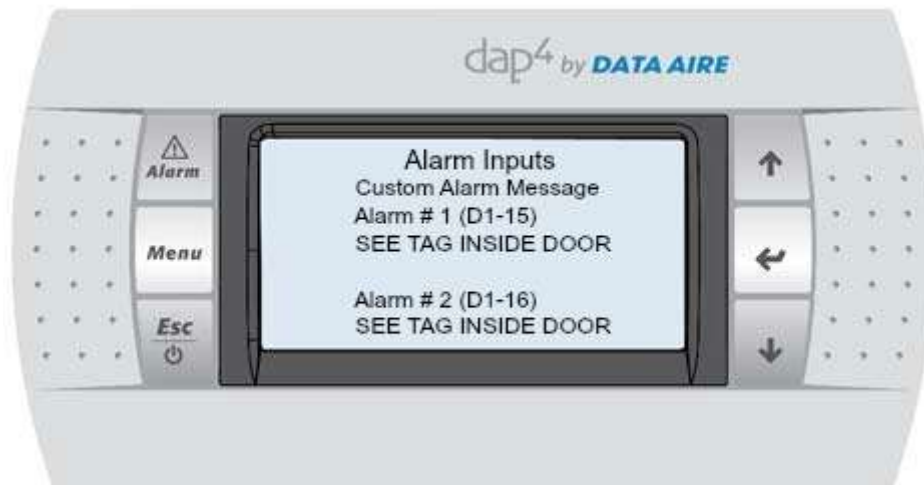 dap4 by DATA AIRE
Alarm
Menu
Esc
Alarm Inputs
Custom Alarm Message
Alarm # 1 (D1-15)
SEE TAG INSIDE DOOR
Alarm # 2 (D1-16)
SEE TAG INSIDE DOOR